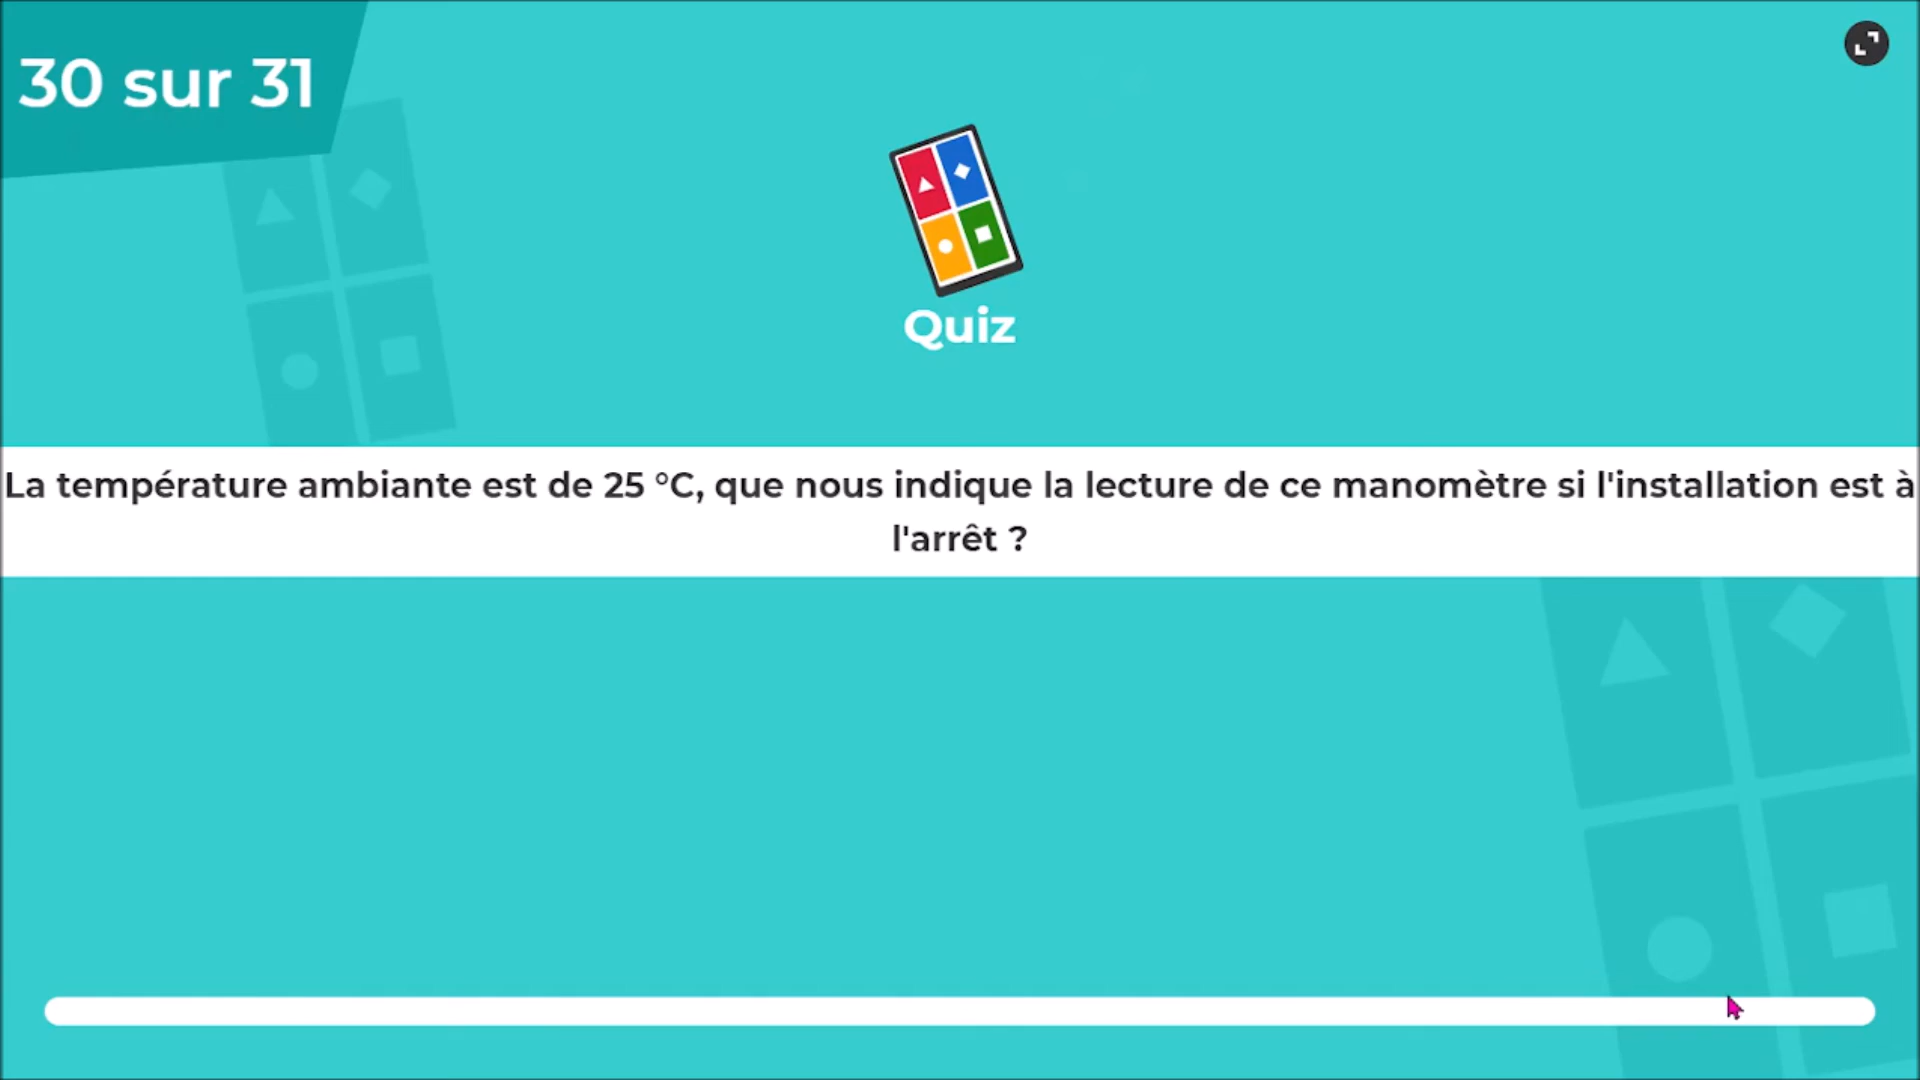 30 sur 31
Quiz
La température ambiante est de 25 °C, que nous indique la lecture de ce manomètre si l'installation est à
l'arrêt ?